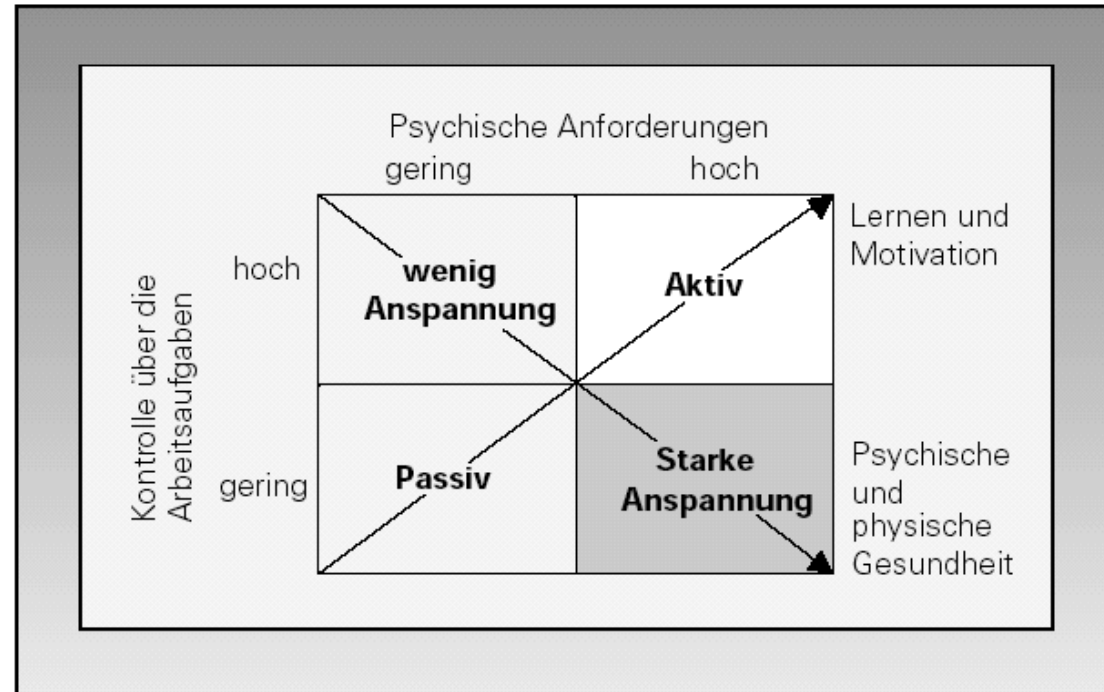 Psychische Anforderungen
gering
hoch
Kontrolle über die
Arbeitsaufgaben
hoch
wenig
Anspannung
Aktiv
Lernen und
Motivation
gering
Passiv
Starke
Anspannung
Psychische
und
physische
Gesundheit